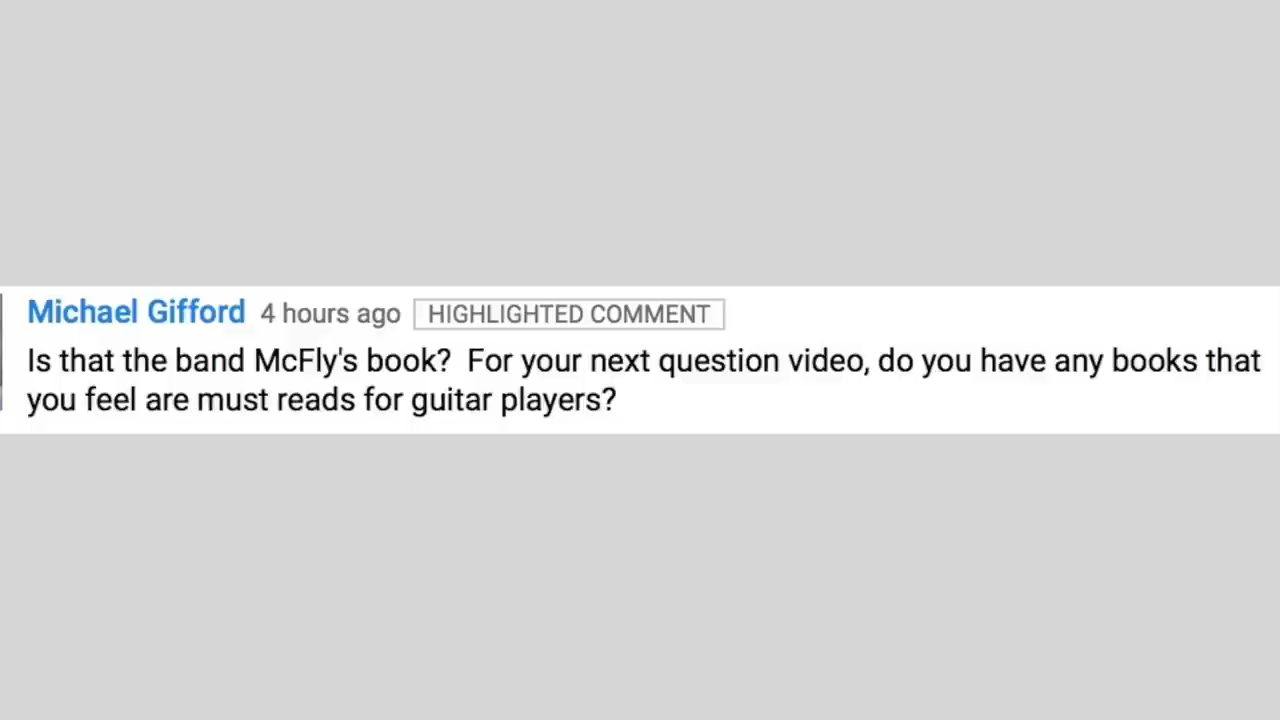 Michael Gifford 4 hours ago HIGHLIGHTED COMMENT
Is that the band McFly's book?  For your next question video, do you have any books that
you feel are must reads for guitar players?